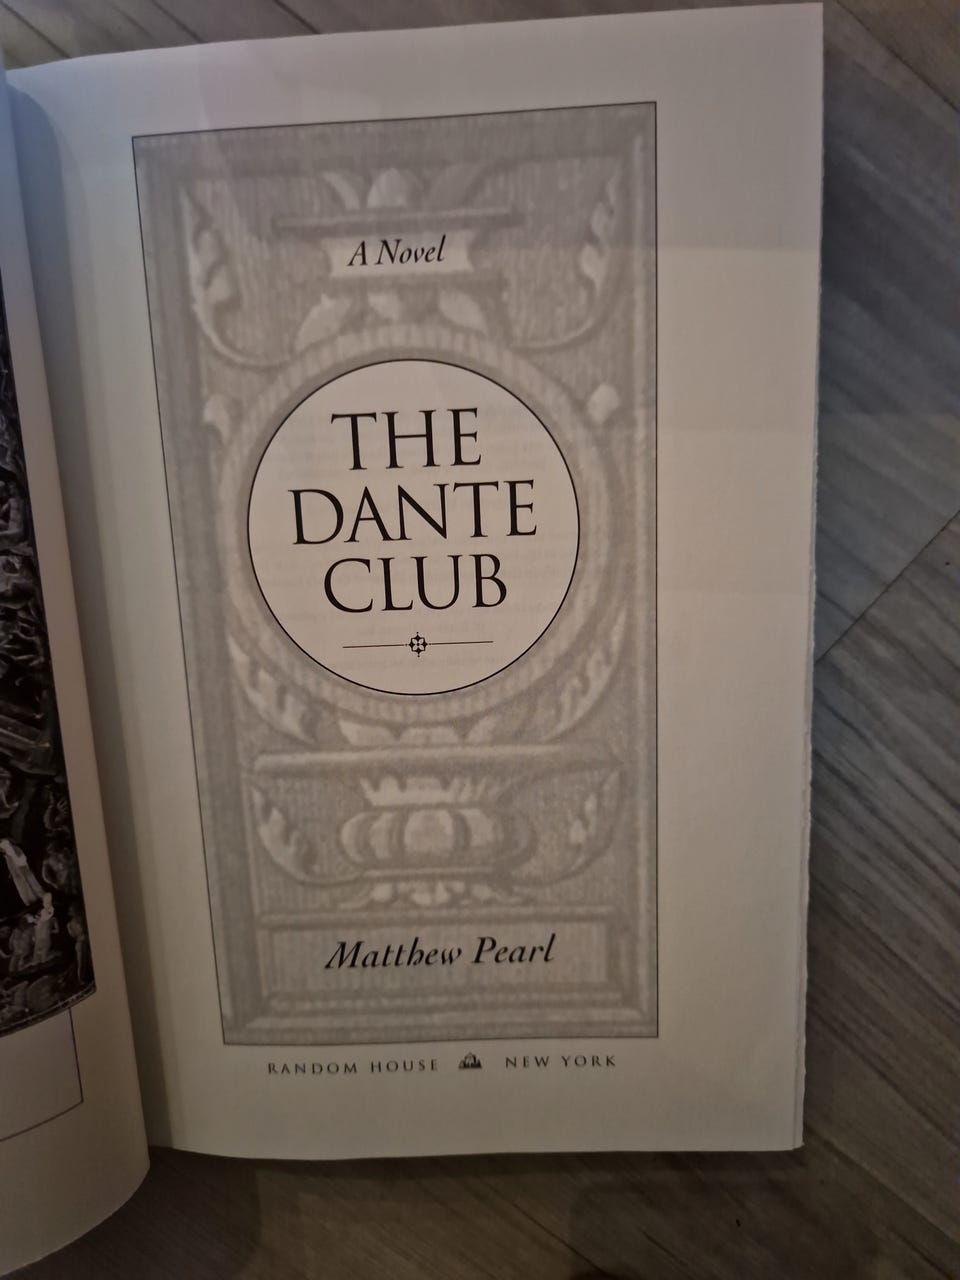 A Novel
THE
DANTE
CLUB
Matthew Pearl
RANDOM HOUSE NEW YORK